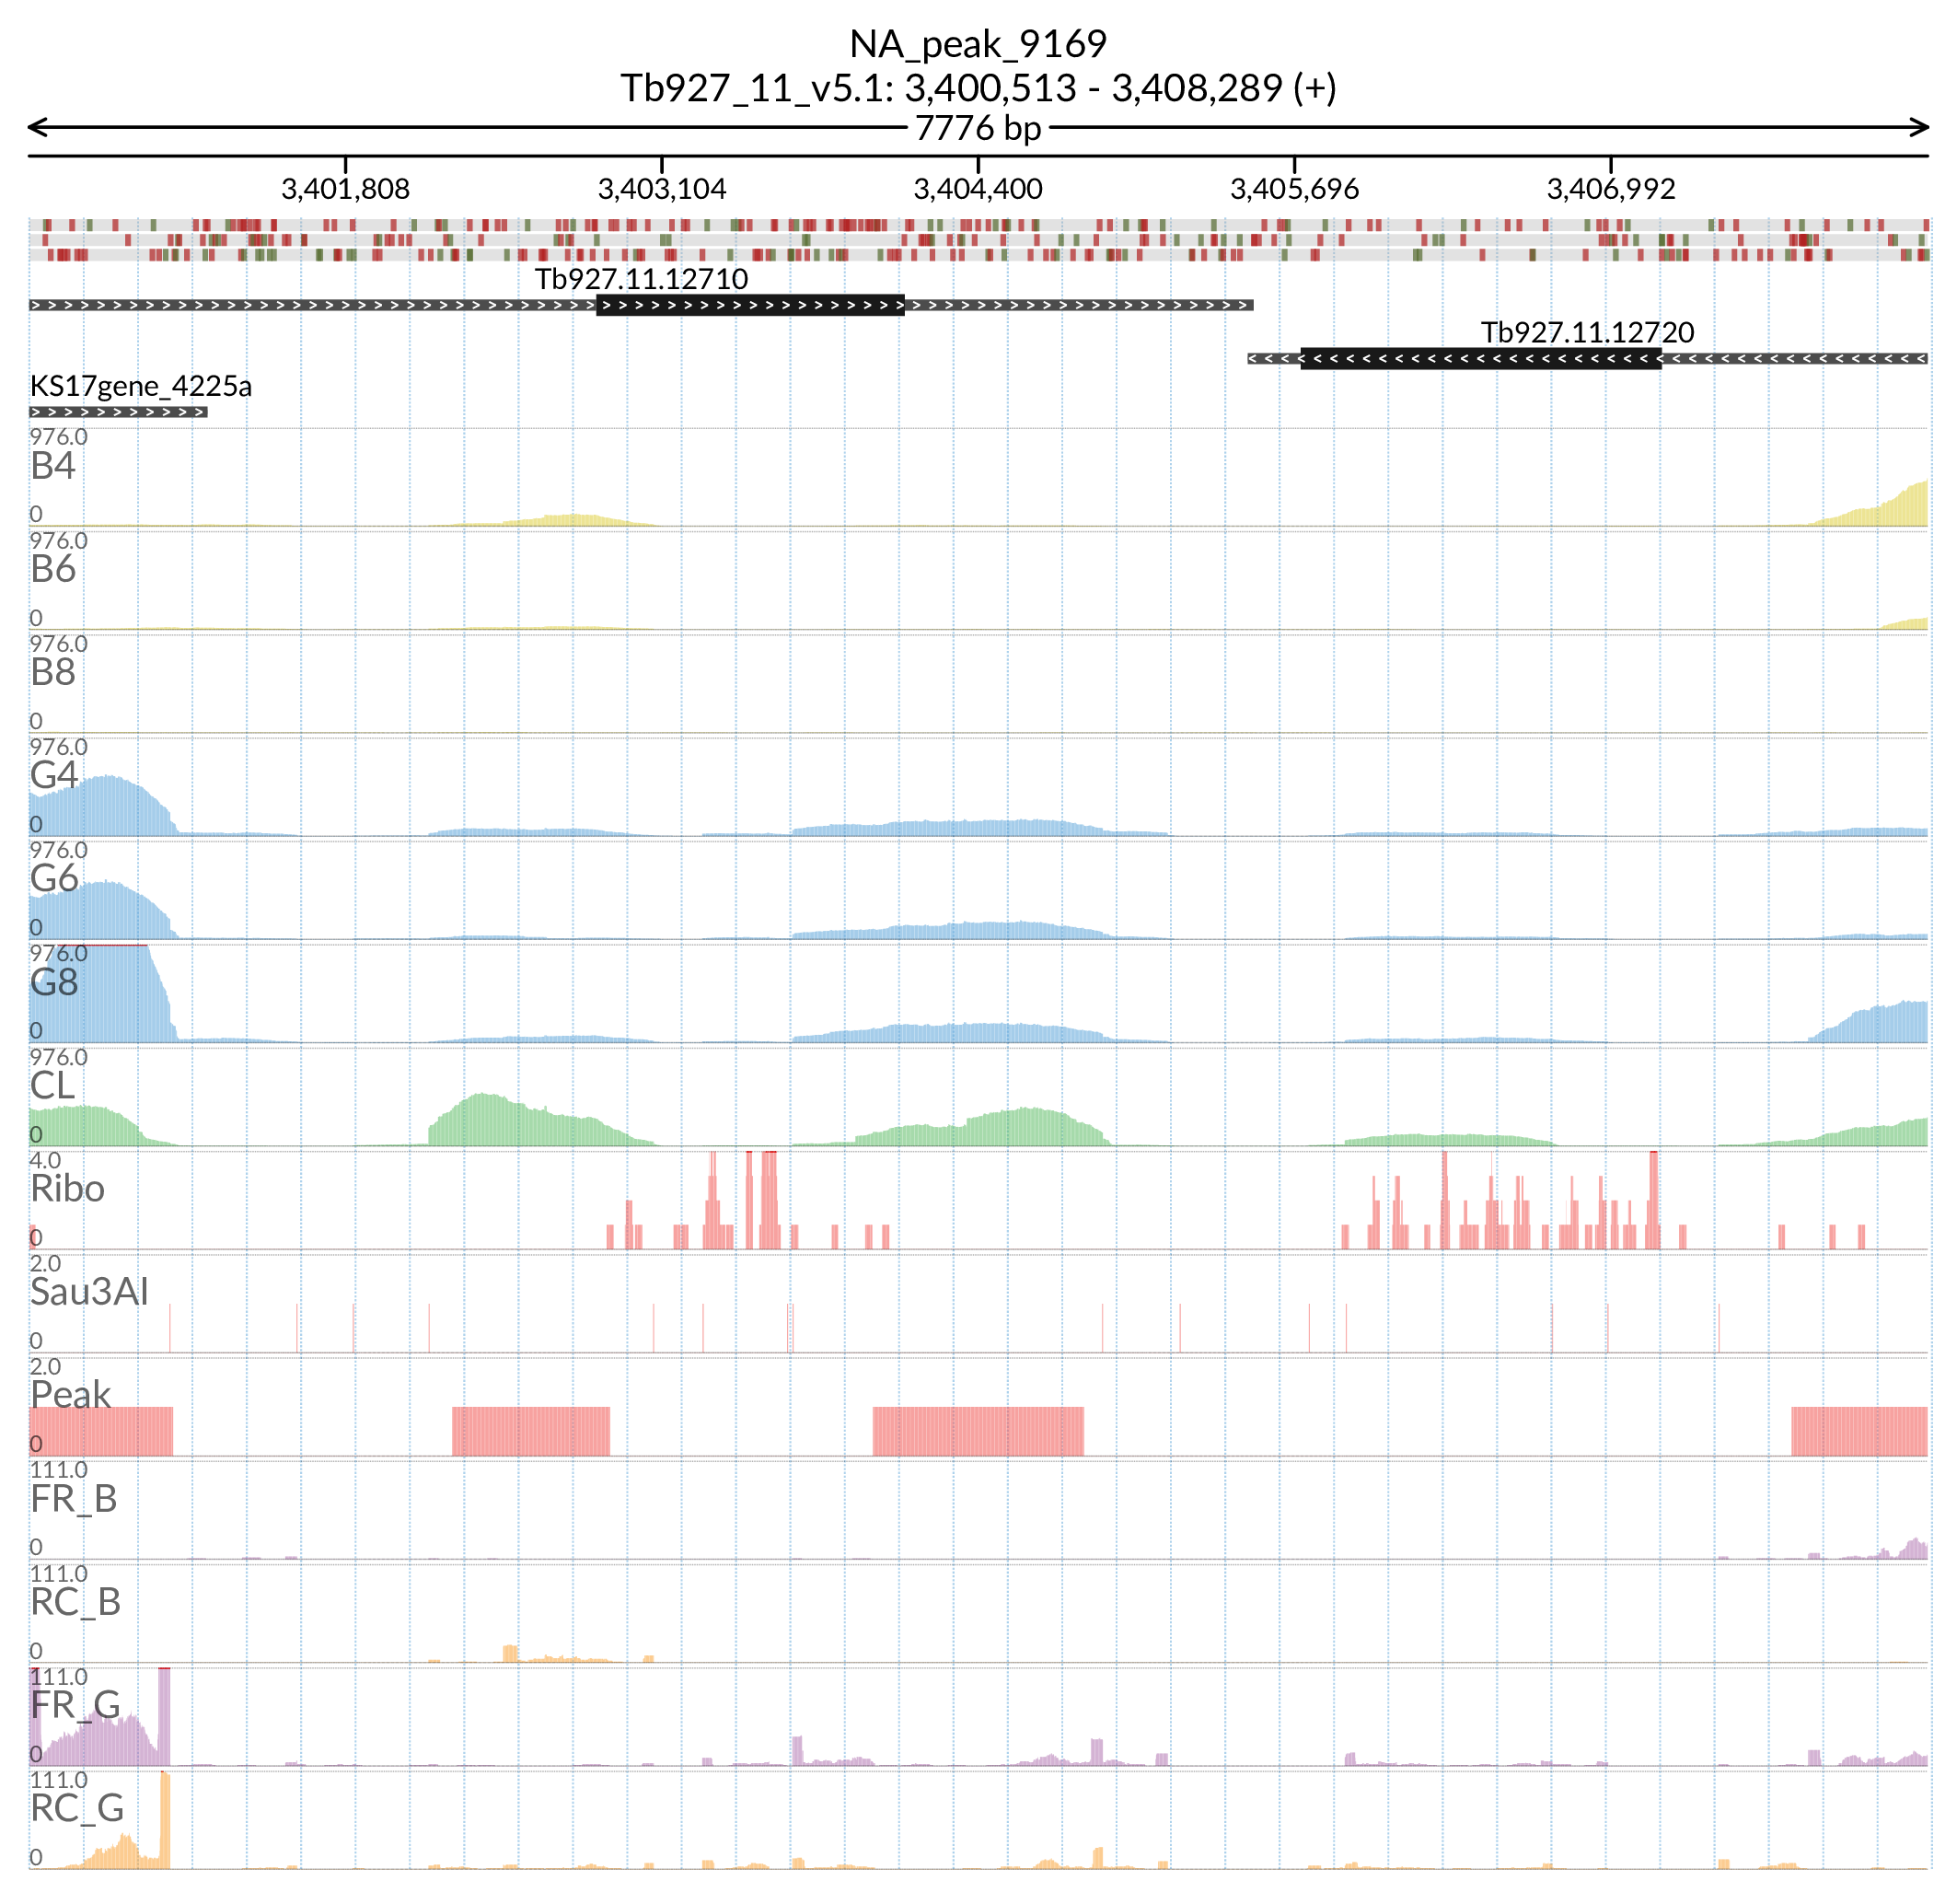 NA_peak_9169
Tb927_11_v5.1: 3,400,513 - 3,408,289 (+)
7776 bp
3,401,808 3,403,104 3,404,400 3,405,696 3,406,992
Tb927.11.12710
Tb927.11.12720
KS17gene_4225a
976.0
B4
0
976.0
B6
0
976.0
B8
0
976.0
G4
0
976.0
G6
0
976.0
G8
0
976.0
CL
0
4.0
Ribo
0
2.0
Sau3AI
0
2.0
Peak
0
111.0
FR_B
0
111.0
RC_B
0
111.0
FR_G
0
111.0
RC_G
0